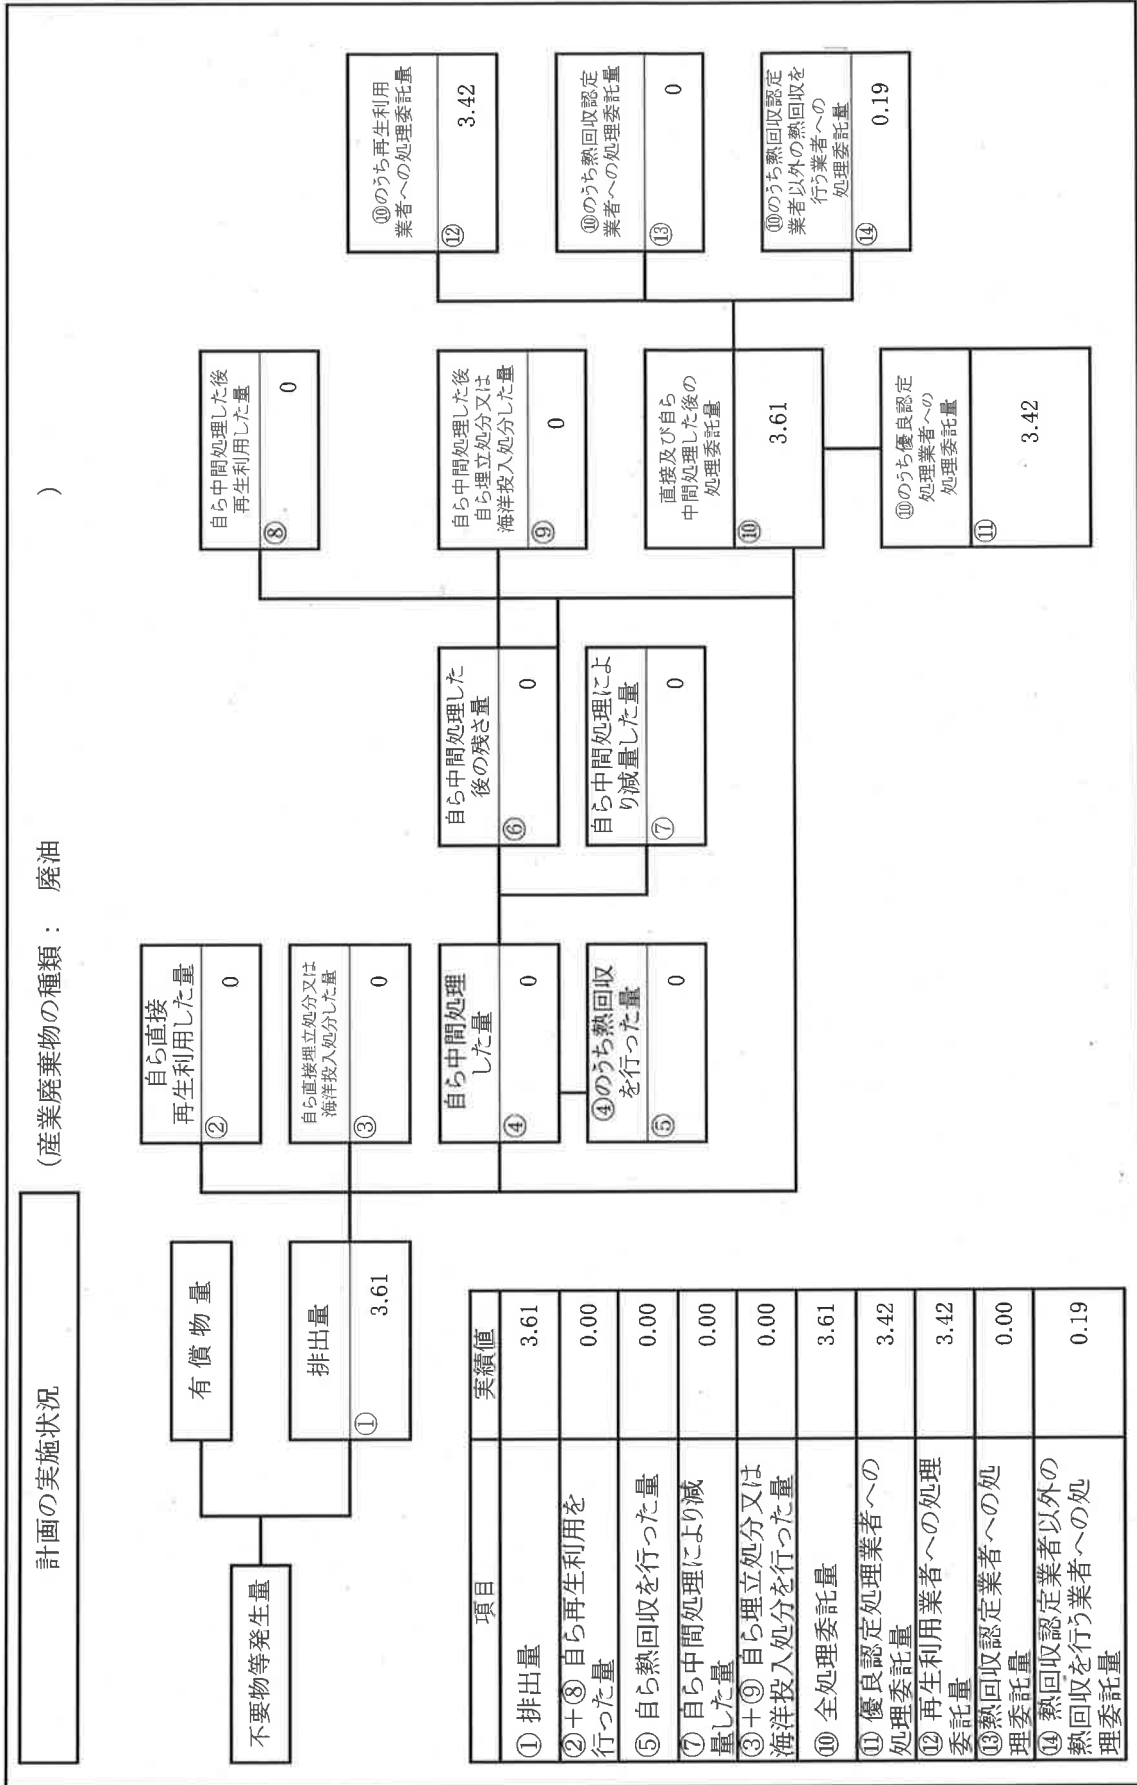 計画の実施状況
（産業廃棄物の種類： 廃油 ）
不要物等発生量
有償物量
排出量
① 3.61
自ら直接
再生利用した量
② 0
自ら直接埋立処分又は
海洋投入処分した量
③ 0
自ら中間処理
した量
④ 0
④のうち熱回収
を行った量
⑤ 0
自ら中間処理した
後の残さ量
⑥ 0
自ら中間処理によ
り減量した量
⑦ 0
自ら中間処理した後
再生利用した量
⑧ 0
自ら中間処理した後
自ら埋立処分又は
海洋投入処分した量
⑨ 0
直接及び自ら
中間処理した後の
処理委託量
⑩ 3.61
⑩のうち優良認定
処理業者への
処理委託量
⑪ 3.42
⑩のうち再生利用
業者への処理委託量
⑫ 3.42
⑩のうち熱回収認定
業者への処理委託量
⑬ 0
⑩のうち熱回収認定
業者以外の熱回収を
行う業者への
処理委託量
⑭ 0.19
項目 実績値
① 排出量 3.61
②＋⑧ 自ら再生利用を
行った量 0.00
⑤ 自ら熱回収を行った量 0.00
⑦ 自ら中間処理により減
量した量 0.00
③＋⑨ 自ら埋立処分又は
海洋投入処分を行った量 0.00
⑩ 全処理委託量 3.61
⑪ 優良認定処理業者への
処理委託量 3.42
⑫ 再生利用業者への処理
委託量 3.42
⑬熱回収認定業者への処
理委託量 0.00
⑭ 熱回収認定業者以外の
熱回収を行う業者への処
理委託量 0.19